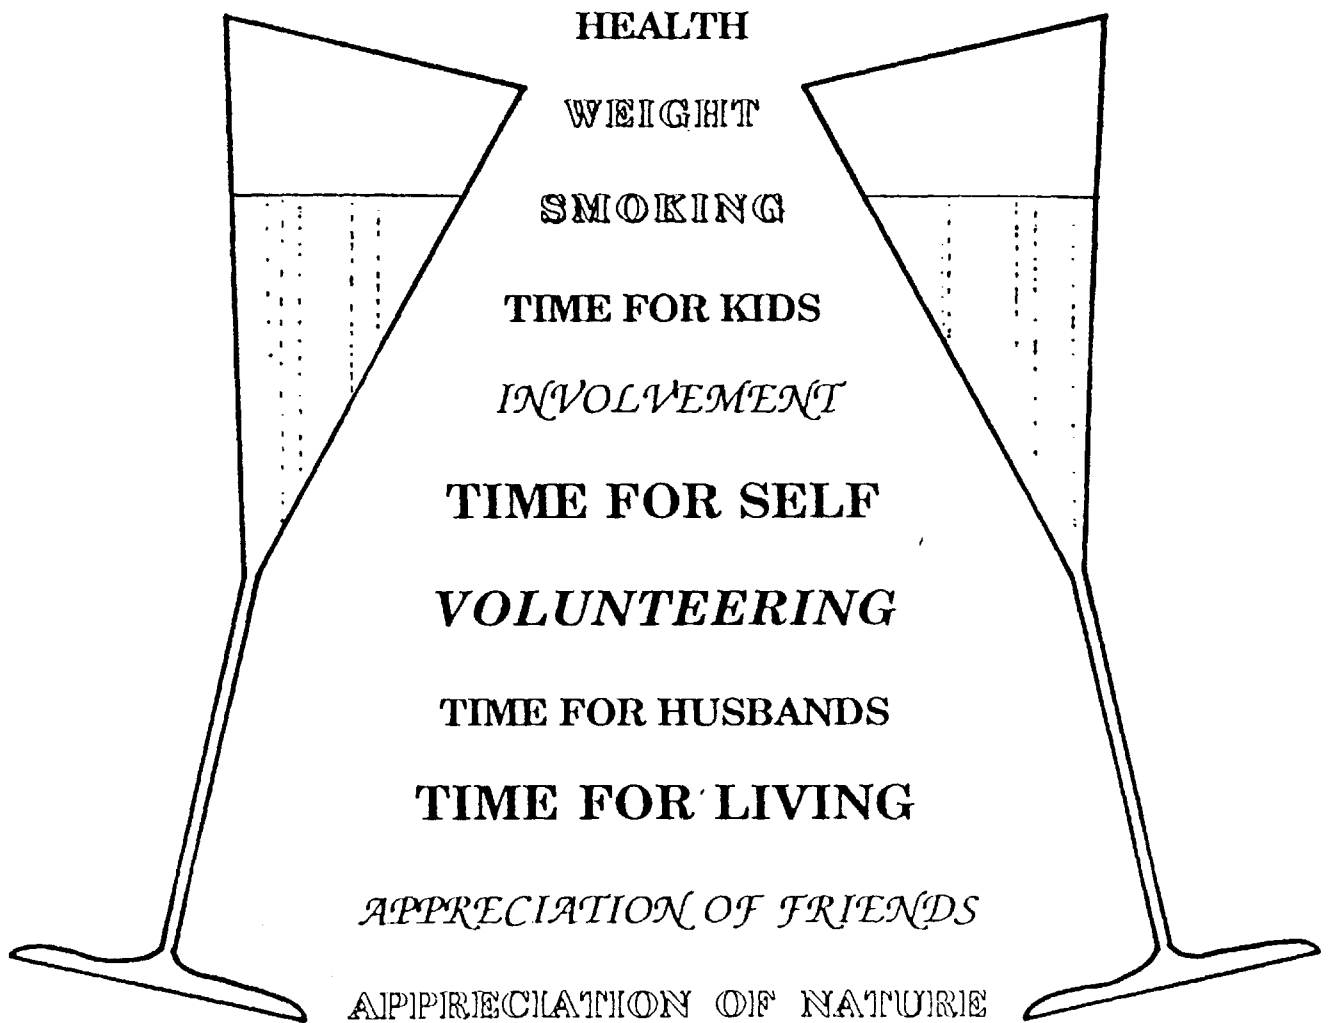 HEALTH
WEIGHT
SMOKING
TIME FOR KIDS
INVOLVEMENT
TIME FOR SELF
VOLUNTEERING
TIME FOR HUSBANDS
TIME FOR LIVING
APPRECIATION OF FRIENDS
APPRECIATION OF NATURE